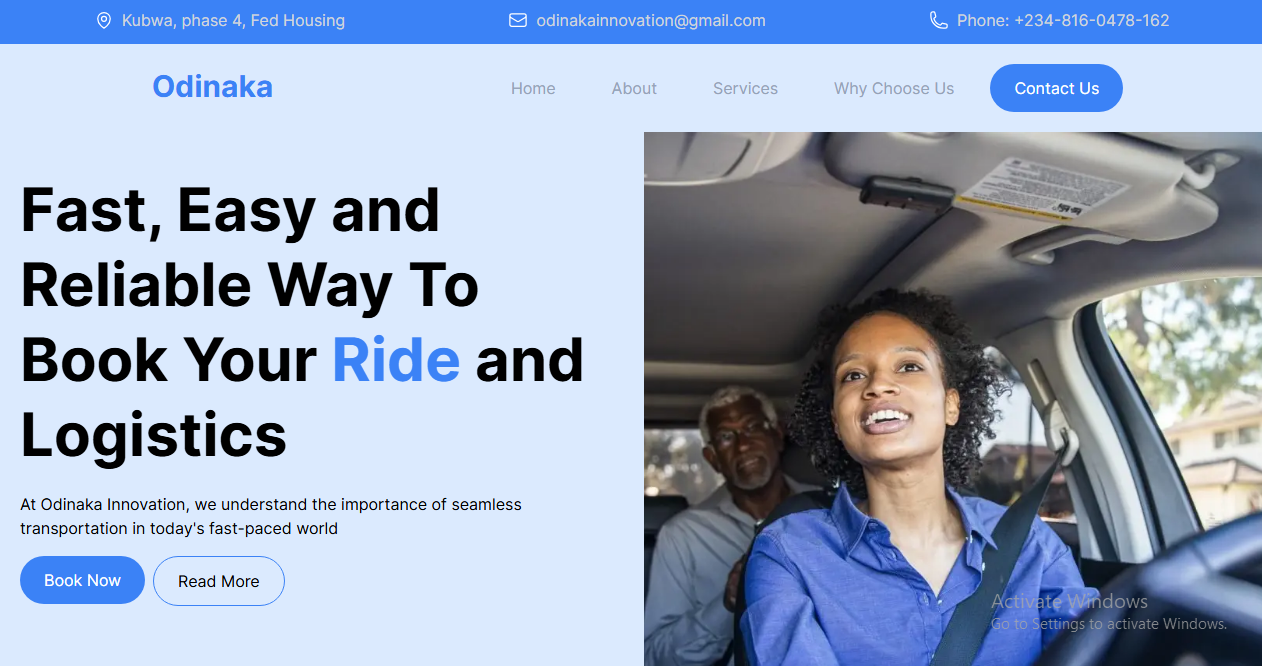 Kubwa, phase 4, Fed Housing
odinakainnovation@gmail.com
Phone: +234-816-0478-162
Odinaka
Home
About
Services
Why Choose Us
Contact Us
Fast, Easy and
Reliable Way To
Book Your Ride and
Logistics
At Odinaka Innovation, we understand the importance of seamless
transportation in today's fast-paced world
Book Now
Read More
Activate Windows
Go to Settings to activate Windows.